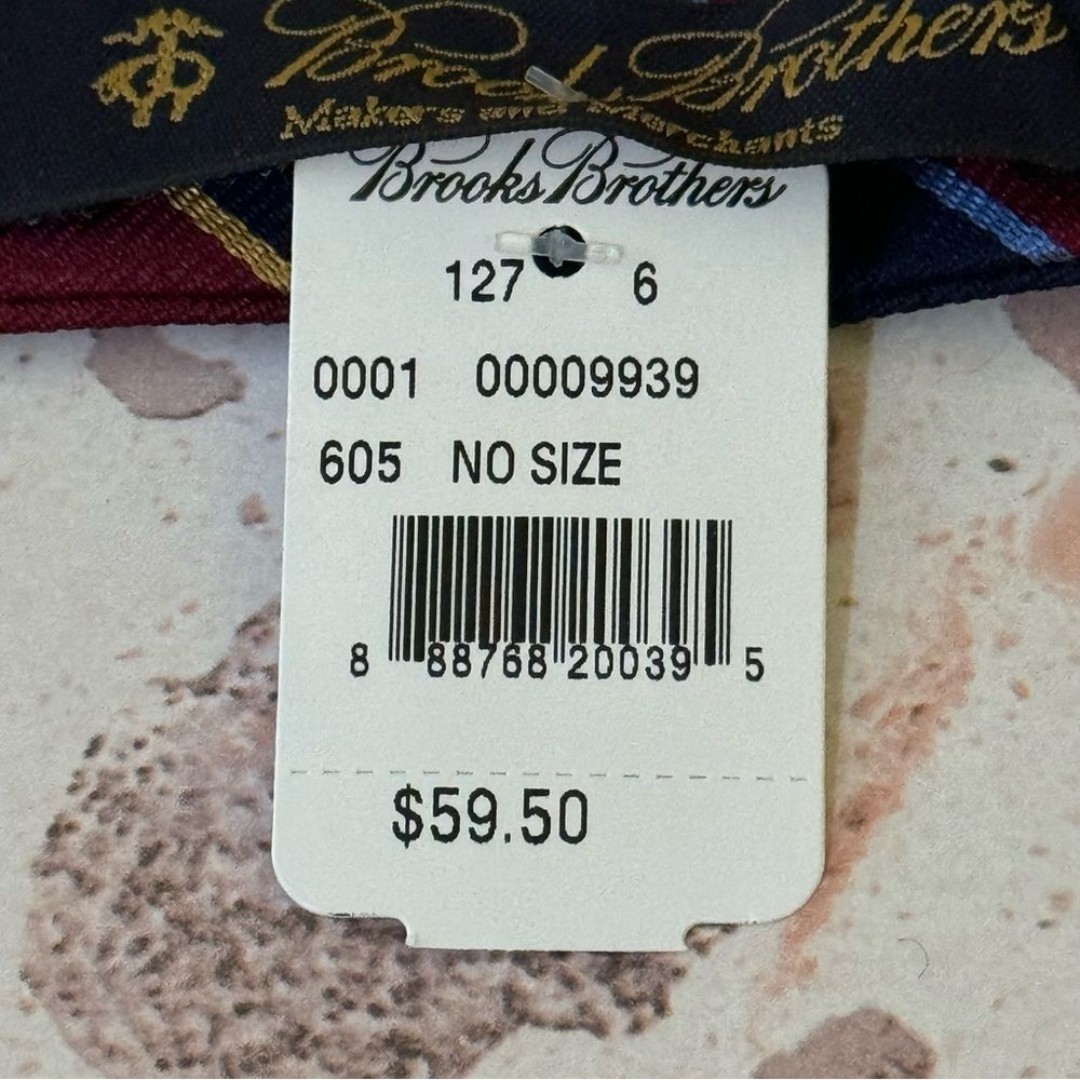 Brooks Brothers
Makers and Merchants
Brooks Brothers
127 6
0001 00009939
605 NO SIZE
8 88768 20039 5
$59.50